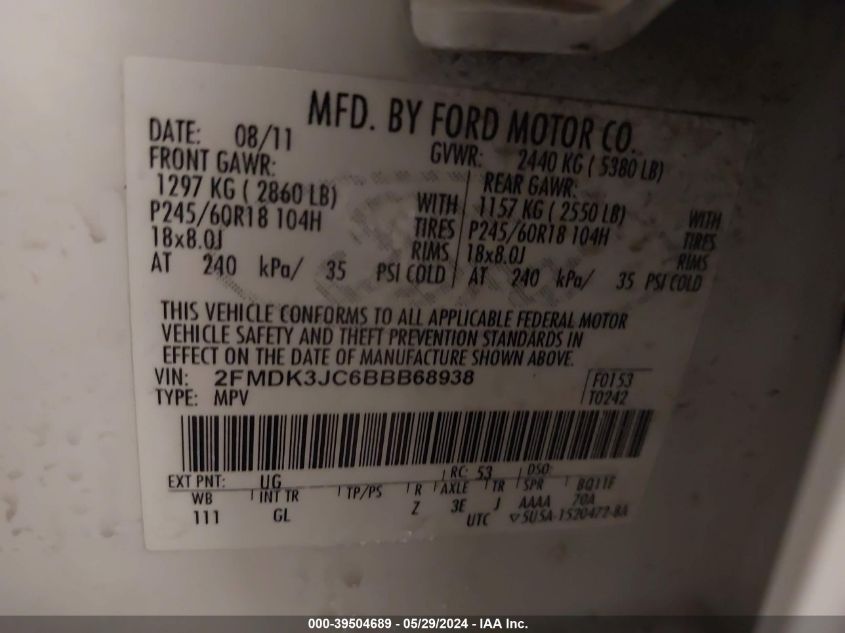 MFD. BY FORD MOTOR CO.
DATE: 08/11 GVWR: 2440 KG ( 5380 LB)
FRONT GAWR: REAR GAWR:
1297 KG ( 2860 LB) WITH 1157 KG ( 2550 LB) WITH
P245/60R18 104H TIRES P245/60R18 104H TIRES
18x8.0J RIMS 18x8.0J RIMS
AT 240 kPa/ 35 PSI COLD AT 240 kPa/ 35 PSI COLD
THIS VEHICLE CONFORMS TO ALL APPLICABLE FEDERAL MOTOR
VEHICLE SAFETY AND THEFT PREVENTION STANDARDS IN
EFFECT ON THE DATE OF MANUFACTURE SHOWN ABOVE.
VIN: 2FMDK3JC6BBB68938 F0153
TYPE: MPV T0242
EXT PNT: UG RC: 53 DSO:
WB INT TR TP/PS R AXLE TR SPR BQ11F
111 GL Z 3E J AAAA 70A
UTC 5U5A-1520472-BA
000-39504689 - 05/29/2024 - IAA Inc.